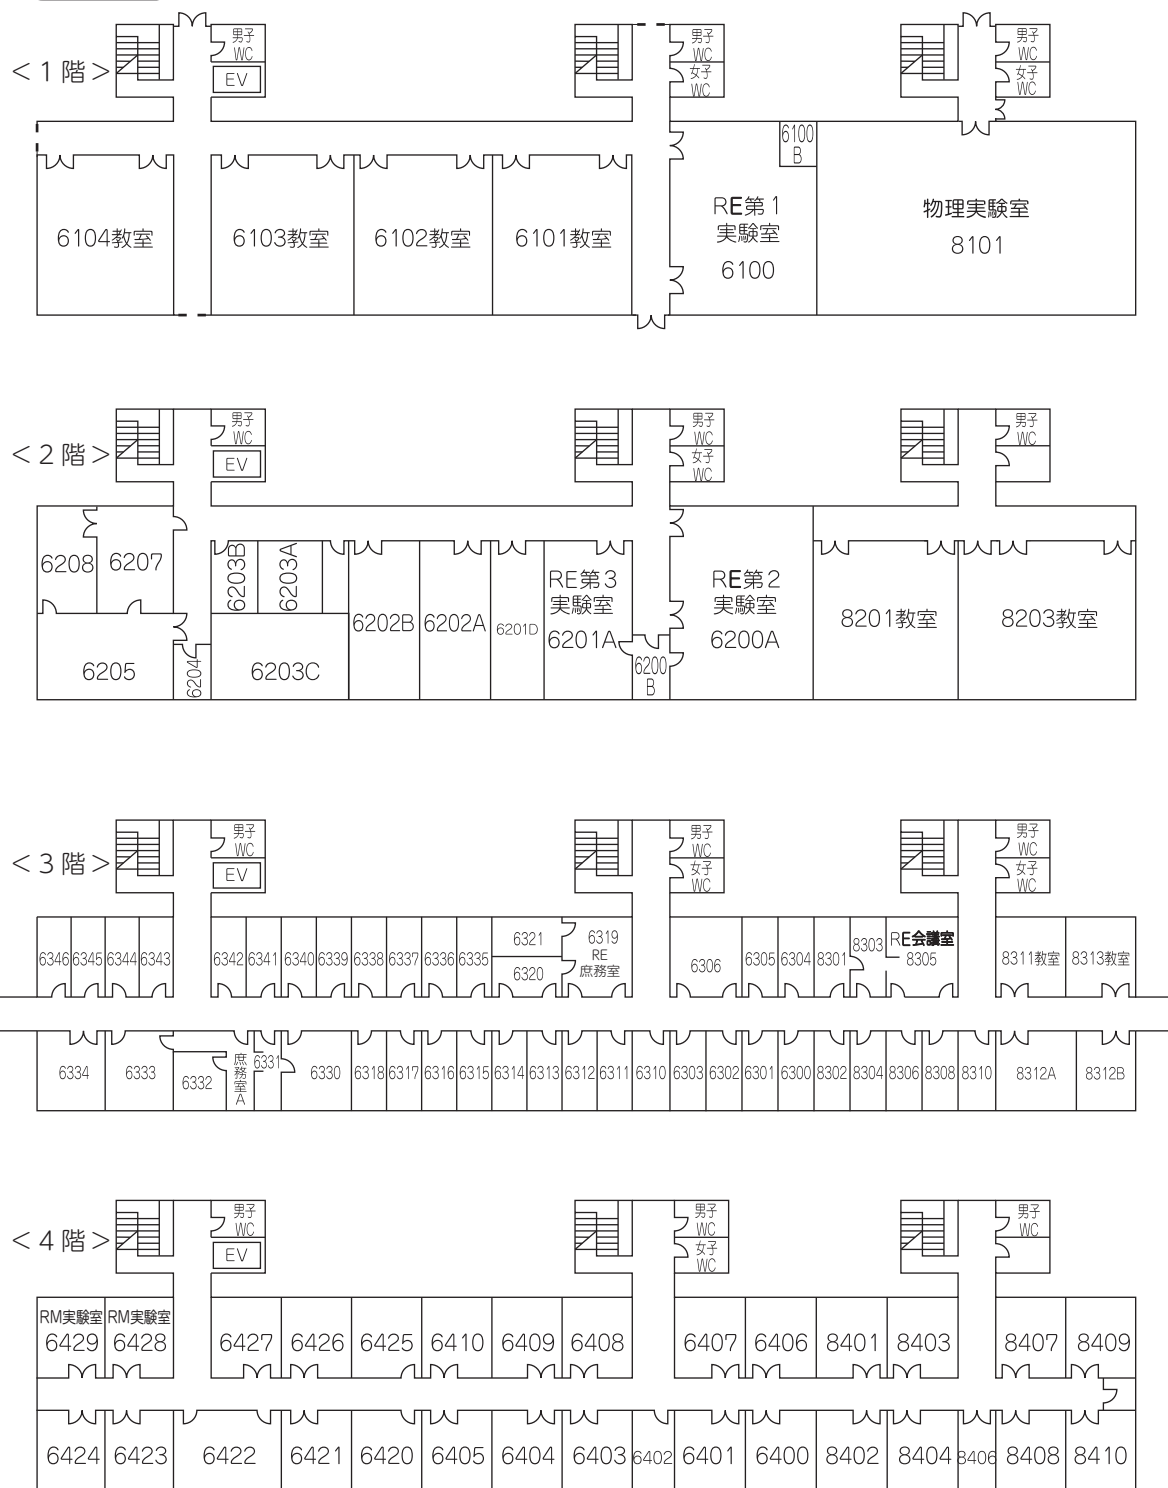 男子
WC
EV
男子
WC
女子
WC
男子
WC
女子
WC
＜1階＞
6104教室
6103教室
6102教室
6101教室
RE第1
実験室
6100
6100
B
物理実験室
8101
男子
WC
EV
男子
WC
女子
WC
男子
WC
＜2階＞
6208
6207
6205
6204
6203B
6203A
6203C
6202B
6202A
6201D
RE第3
実験室
6201A
6200
B
RE第2
実験室
6200A
8201教室
8203教室
男子
WC
EV
男子
WC
女子
WC
男子
WC
女子
WC
＜3階＞
6346
6345
6344
6343
6342
6341
6340
6339
6338
6337
6336
6335
6321
6320
6319
RE
庶務室
6306
6305
6304
8301
8303
RE会議室
8305
8311教室
8313教室
6334
6333
6332
庶務室A
6331
6330
6318
6317
6316
6315
6314
6313
6312
6311
6310
6303
6302
6301
6300
8302
8304
8306
8308
8310
8312A
8312B
男子
WC
EV
男子
WC
女子
WC
男子
WC
＜4階＞
RM実験室
6429
RM実験室
6428
6427
6426
6425
6410
6409
6408
6407
6406
8401
8403
8407
8409
6424
6423
6422
6421
6420
6405
6404
6403
6402
6401
6400
8402
8404
8406
8408
8410